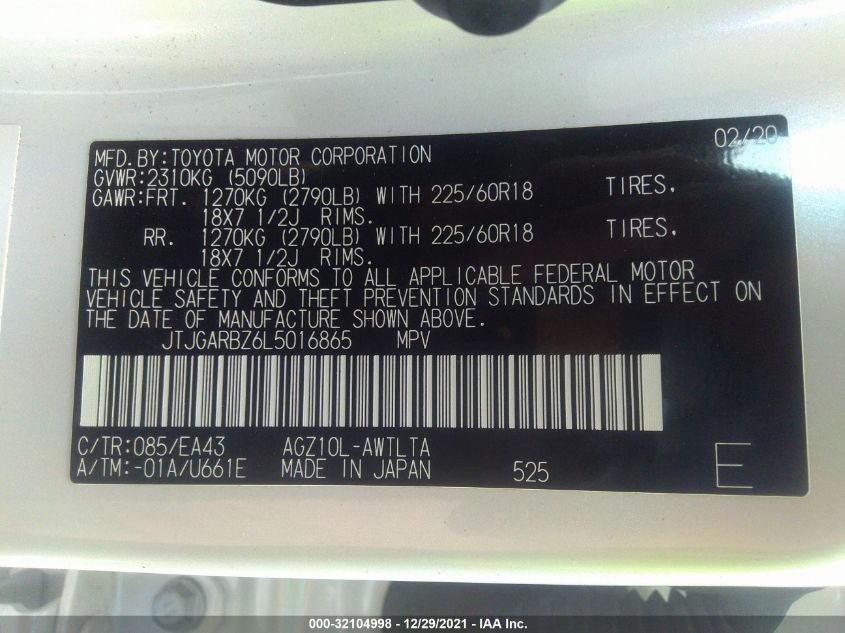 02/20
MFD.BY:TOYOTA MOTOR CORPORATION
GVWR:2310KG (5090LB)
GAWR:FRT. 1270KG (2790LB) WITH 225/60R18 TIRES,
18X7 1/2J RIMS.
RR. 1270KG (2790LB) WITH 225/60R18 TIRES,
18X7 1/2J RIMS.
THIS VEHICLE CONFORMS TO ALL APPLICABLE FEDERAL MOTOR
VEHICLE SAFETY AND THEFT PREVENTION STANDARDS IN EFFECT ON
THE DATE OF MANUFACTURE SHOWN ABOVE.
JTJGARBZ6L5016865 MPV
C/TR:085/EA43 AGZ10L-AWTLTA
A/TM:-01A/U661E MADE IN JAPAN 525 E
000-32104998 - 12/29/2021 - IAA Inc.